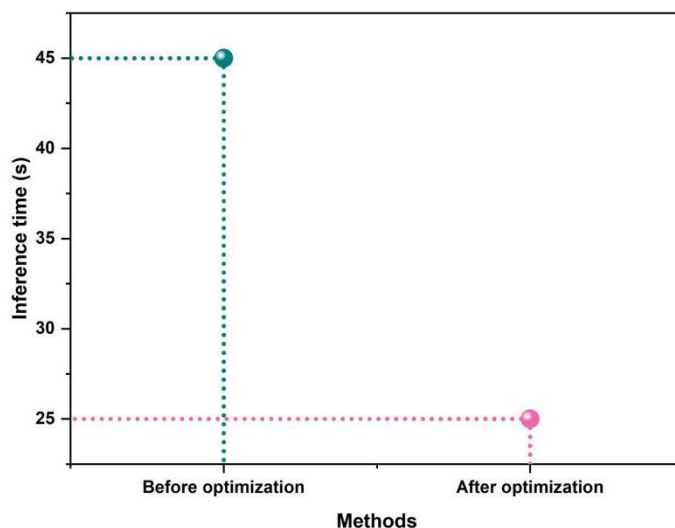 45
40
35
30
25
Inference time (s)
Before optimization
After optimization
Methods